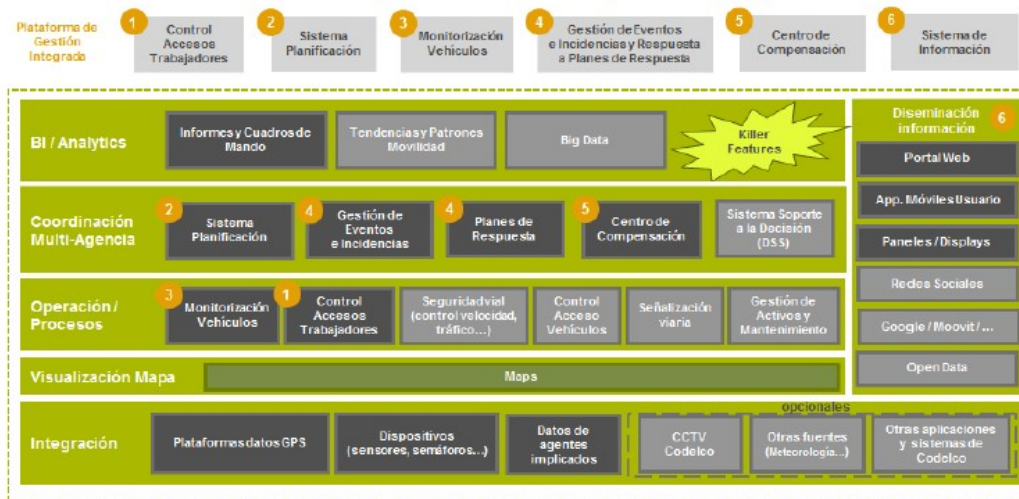 Plataforma de
Gestión
Integrada
1
Control
Accesos
Trabajadores
2
Sistema
Planificación
3
Monitorización
Vehículos
4
Gestión de Eventos
e Incidencias y Respuesta
a Planes de Respuesta
5
Centro de
Compensación
6
Sistema de
Información
BI / Analytics
Informes y Cuadros de
Mando
Tendencias y Patrones
Movilidad
Big Data
Killer
Features
Coordinación
Multi-Agencia
2
Sistema
Planificación
4
Gestión de
Eventos
e Incidencias
4
Planes de
Respuesta
5
Centro de
Compensación
Sistema Soporte
a la Decisión
(DSS)
Operación /
Procesos
3
Monitorización
Vehículos
1
Control
Accesos
Trabajadores
Seguridad vial
(control velocidad,
tráfico...)
Control
Acceso
Vehículos
Señalización
viaria
Gestión de
Activos y
Mantenimiento
Visualización Mapa
Maps
Integración
Plataformas datos GPS
Dispositivos
(sensores, semáforos...)
Datos de
agentes
implicados
opcionales
CCTV
Codelco
Otras fuentes
(Meteorología...)
Otras aplicaciones
y sistemas de
Codelco
Diseminación
información
6
Portal Web
App. Móviles Usuario
Paneles / Displays
Redes Sociales
Google / Moovit / ...
Open Data